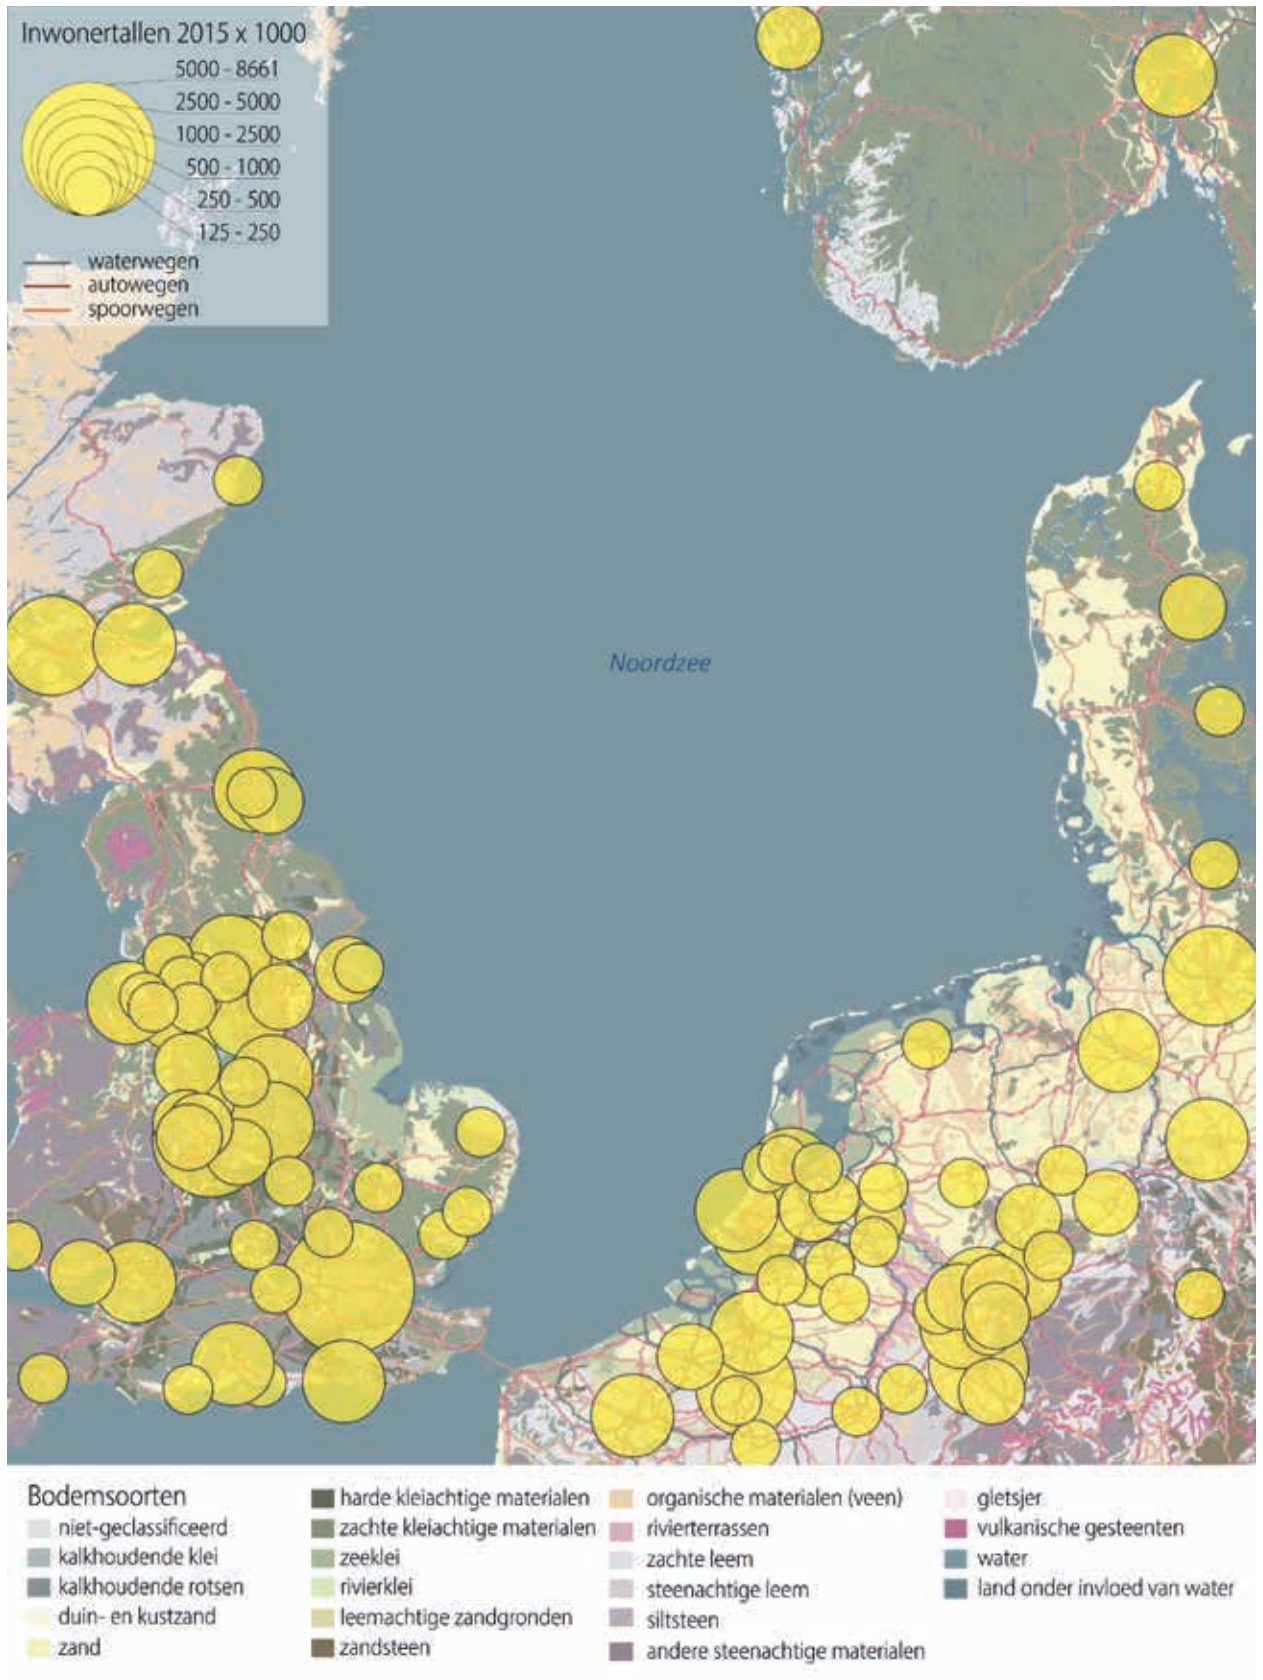 Inwonertallen 2015 x 1000
5000 - 8661
2500 - 5000
1000 - 2500
500 - 1000
250 - 500
125 - 250
waterwegen
autowegen
spoorwegen
Noordzee
Bodemsoorten
niet-geclassificeerd
kalkhoudende klei
kalkhoudende rotsen
duin- en kustzand
zand
harde kleiachtige materialen
zachte kleiachtige materialen
zeeklei
rivierklei
leemachtige zandgronden
zandsteen
organische materialen (veen)
rivierterrassen
zachte leem
steenachtige leem
siltsteen
andere steenachtige materialen
gletsjer
vulkanische gesteenten
water
land onder invloed van water